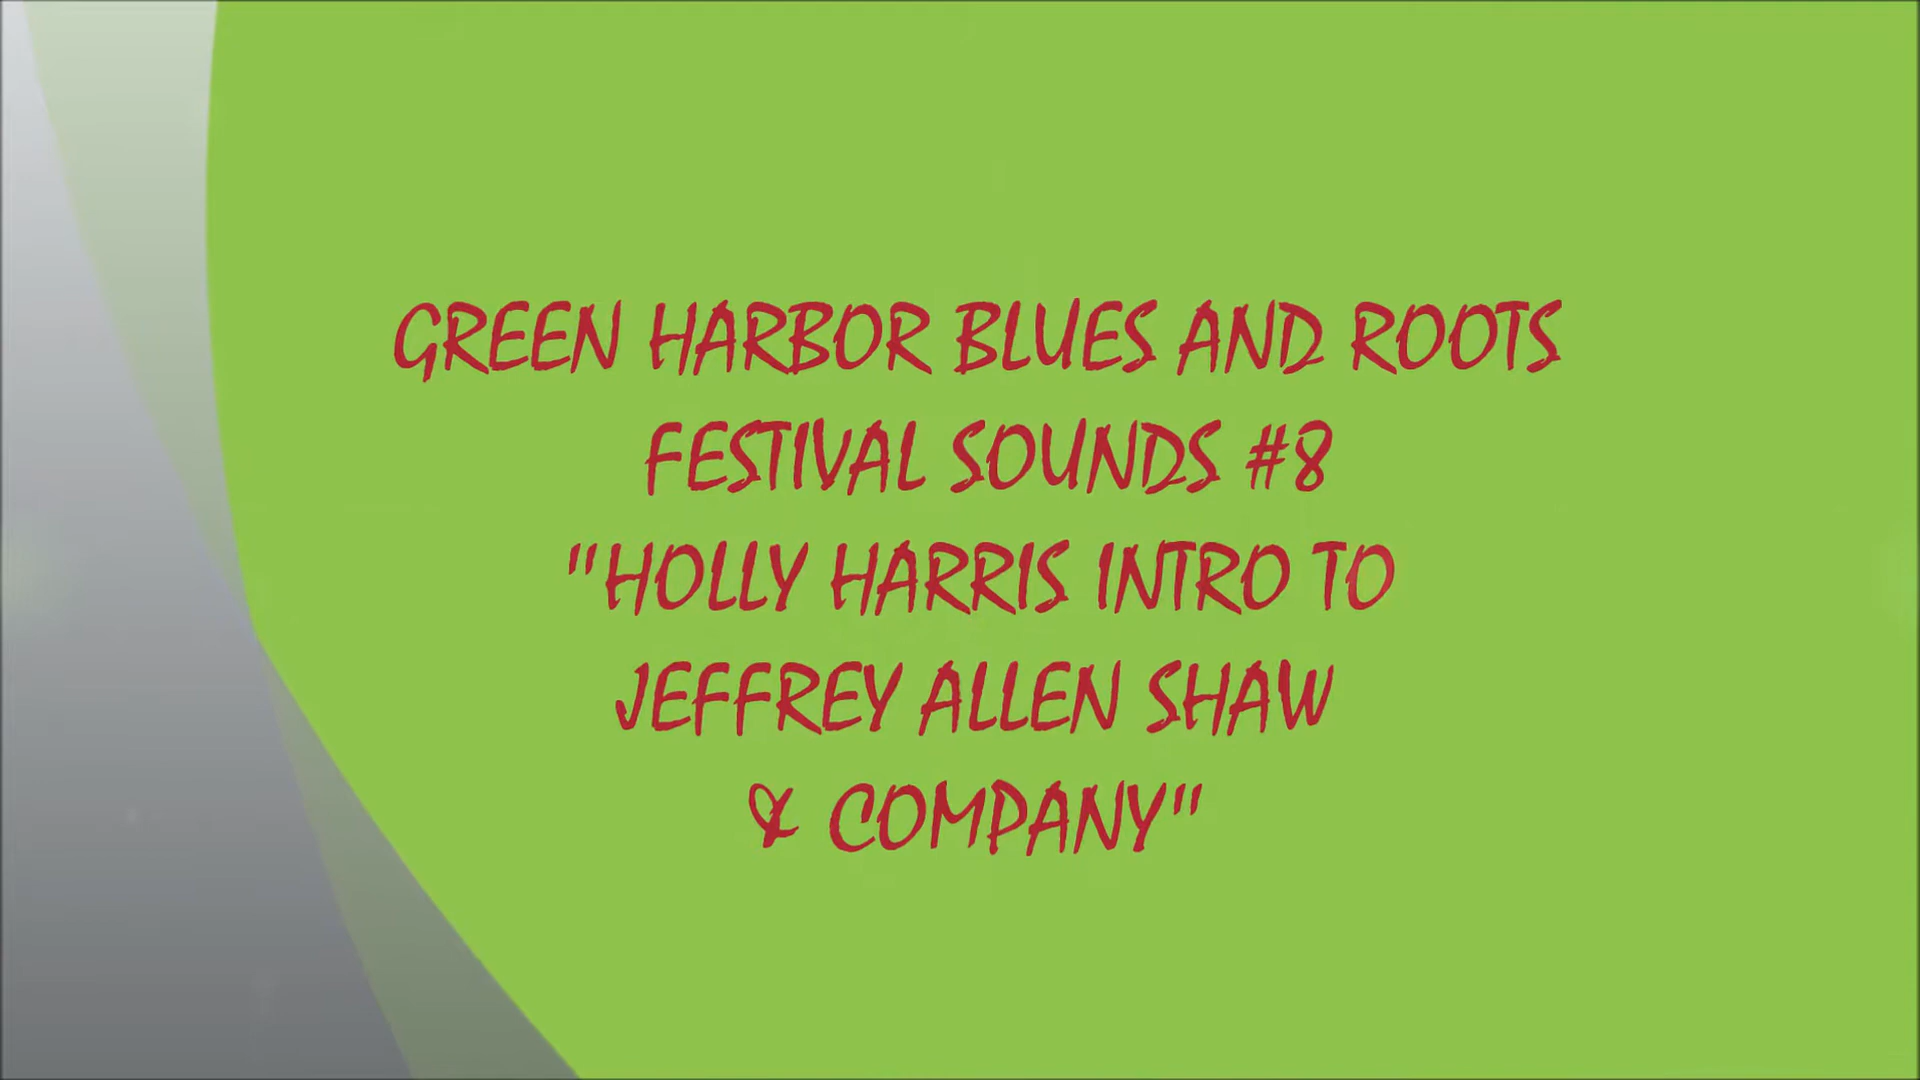 GREEN HARBOR BLUES AND ROOTS
FESTIVAL SOUNDS #8
"HOLLY HARRIS INTRO TO
JEFFREY ALLEN SHAW
& COMPANY"